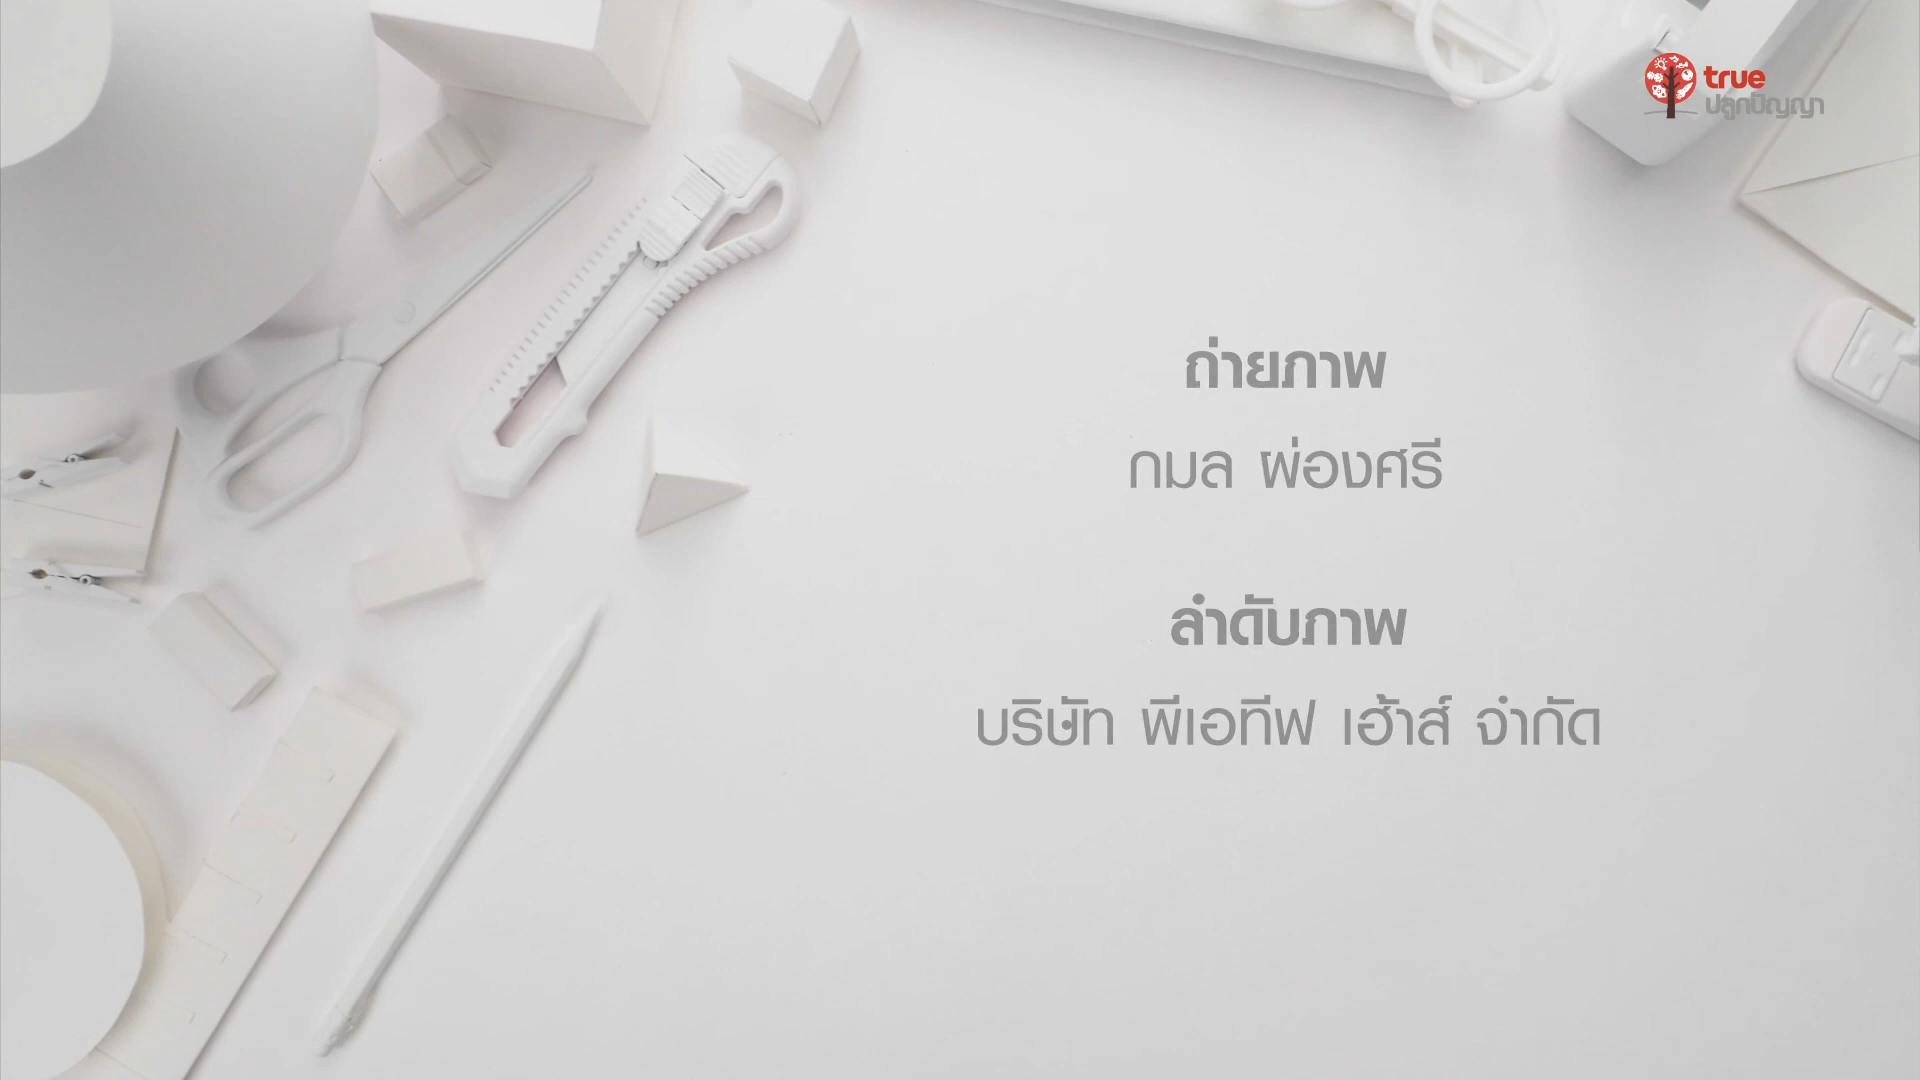 true
ปลูกปัญญา
ถ่ายภาพ
กมล ผ่องศรี
ลำดับภาพ
บริษัท พีเอทีฟ เฮ้าส์ จำกัด